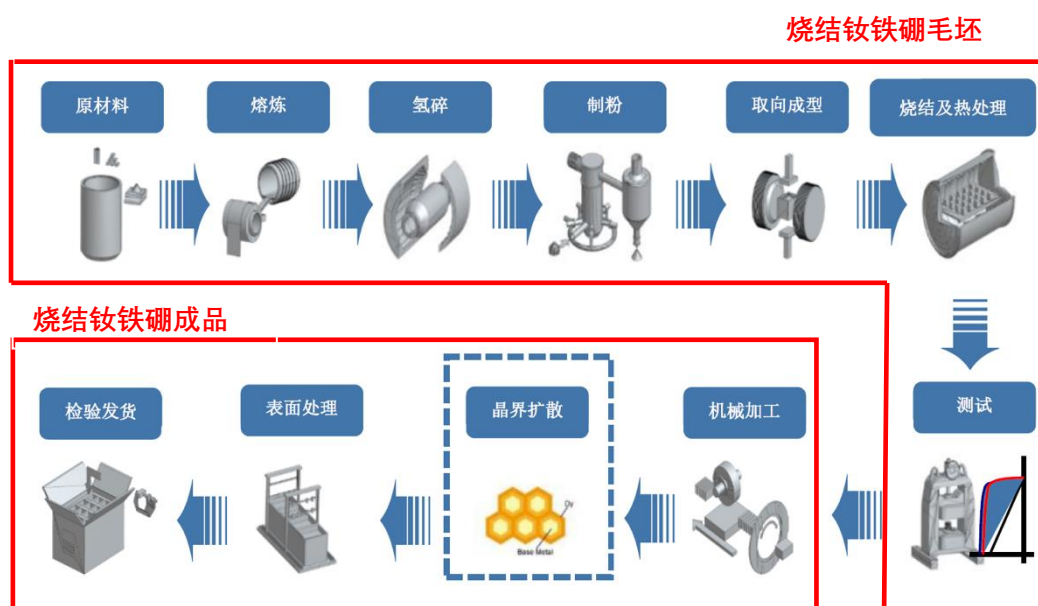 烧结钕铁硼毛坯
原材料
熔炼
氢碎
制粉
取向成型
烧结及热处理
烧结钕铁硼成品
检验发货
表面处理
晶界扩散
机械加工
测试
Base Metal